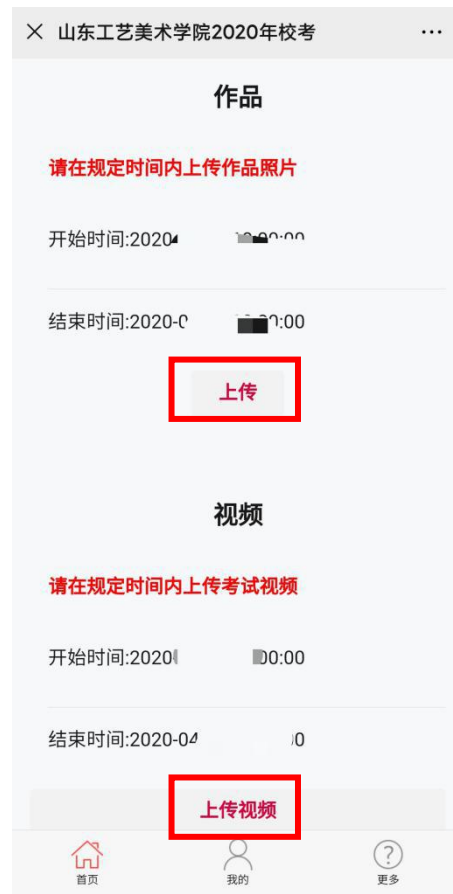 山东工艺美术学院2020年校考
作品
请在规定时间内上传作品照片
开始时间:2020
结束时间:2020-0 :00
上传
视频
请在规定时间内上传考试视频
开始时间:2020 00:00
结束时间:2020-04 0
上传视频
首页 我的 更多